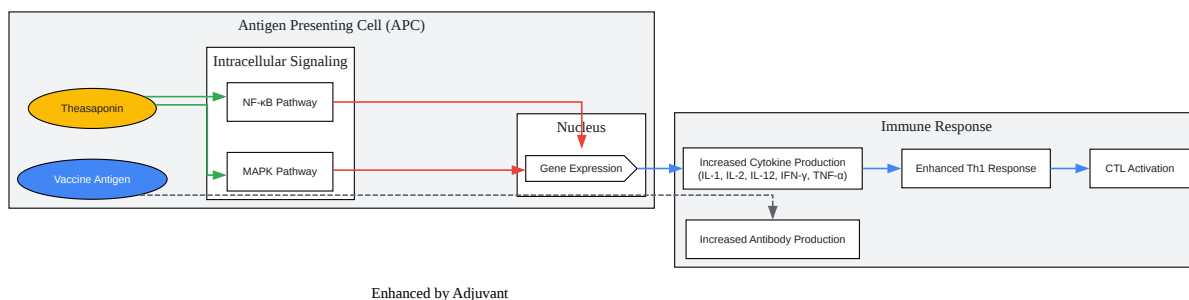 Antigen Presenting Cell (APC)
Intracellular Signaling
Theasaponin
NF-κB Pathway
Vaccine Antigen
MAPK Pathway
Nucleus
Gene Expression
Immune Response
Increased Cytokine Production
(IL-1, IL-2, IL-12, IFN-γ, TNF-α)
Enhanced Th1 Response
CTL Activation
Increased Antibody Production
Enhanced by Adjuvant